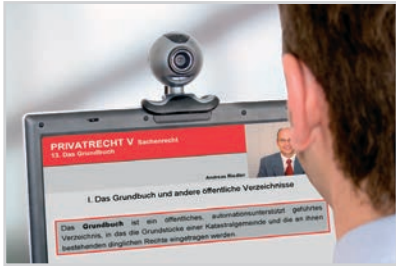 PRIVATRECHT V Sachenrecht
13. Das Grundbuch
Andreas Riedler
I. Das Grundbuch und andere öffentliche Verzeichnisse
Das Grundbuch ist ein öffentliches, automationsunterstützt geführtes
Verzeichnis, in das die Grundstücke einer Katastralgemeinde und die an ihnen
bestehenden dinglichen Rechte eingetragen werden.